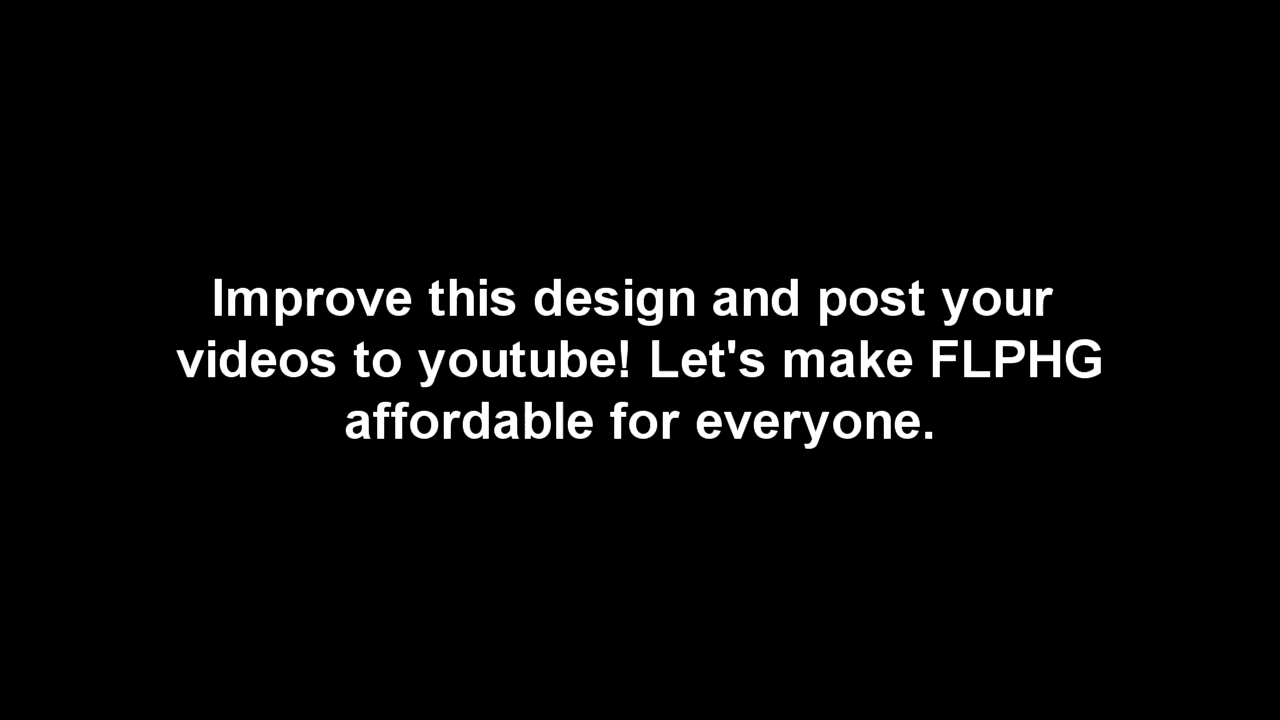 Improve this design and post your
videos to youtube! Let's make FLPHG
affordable for everyone.